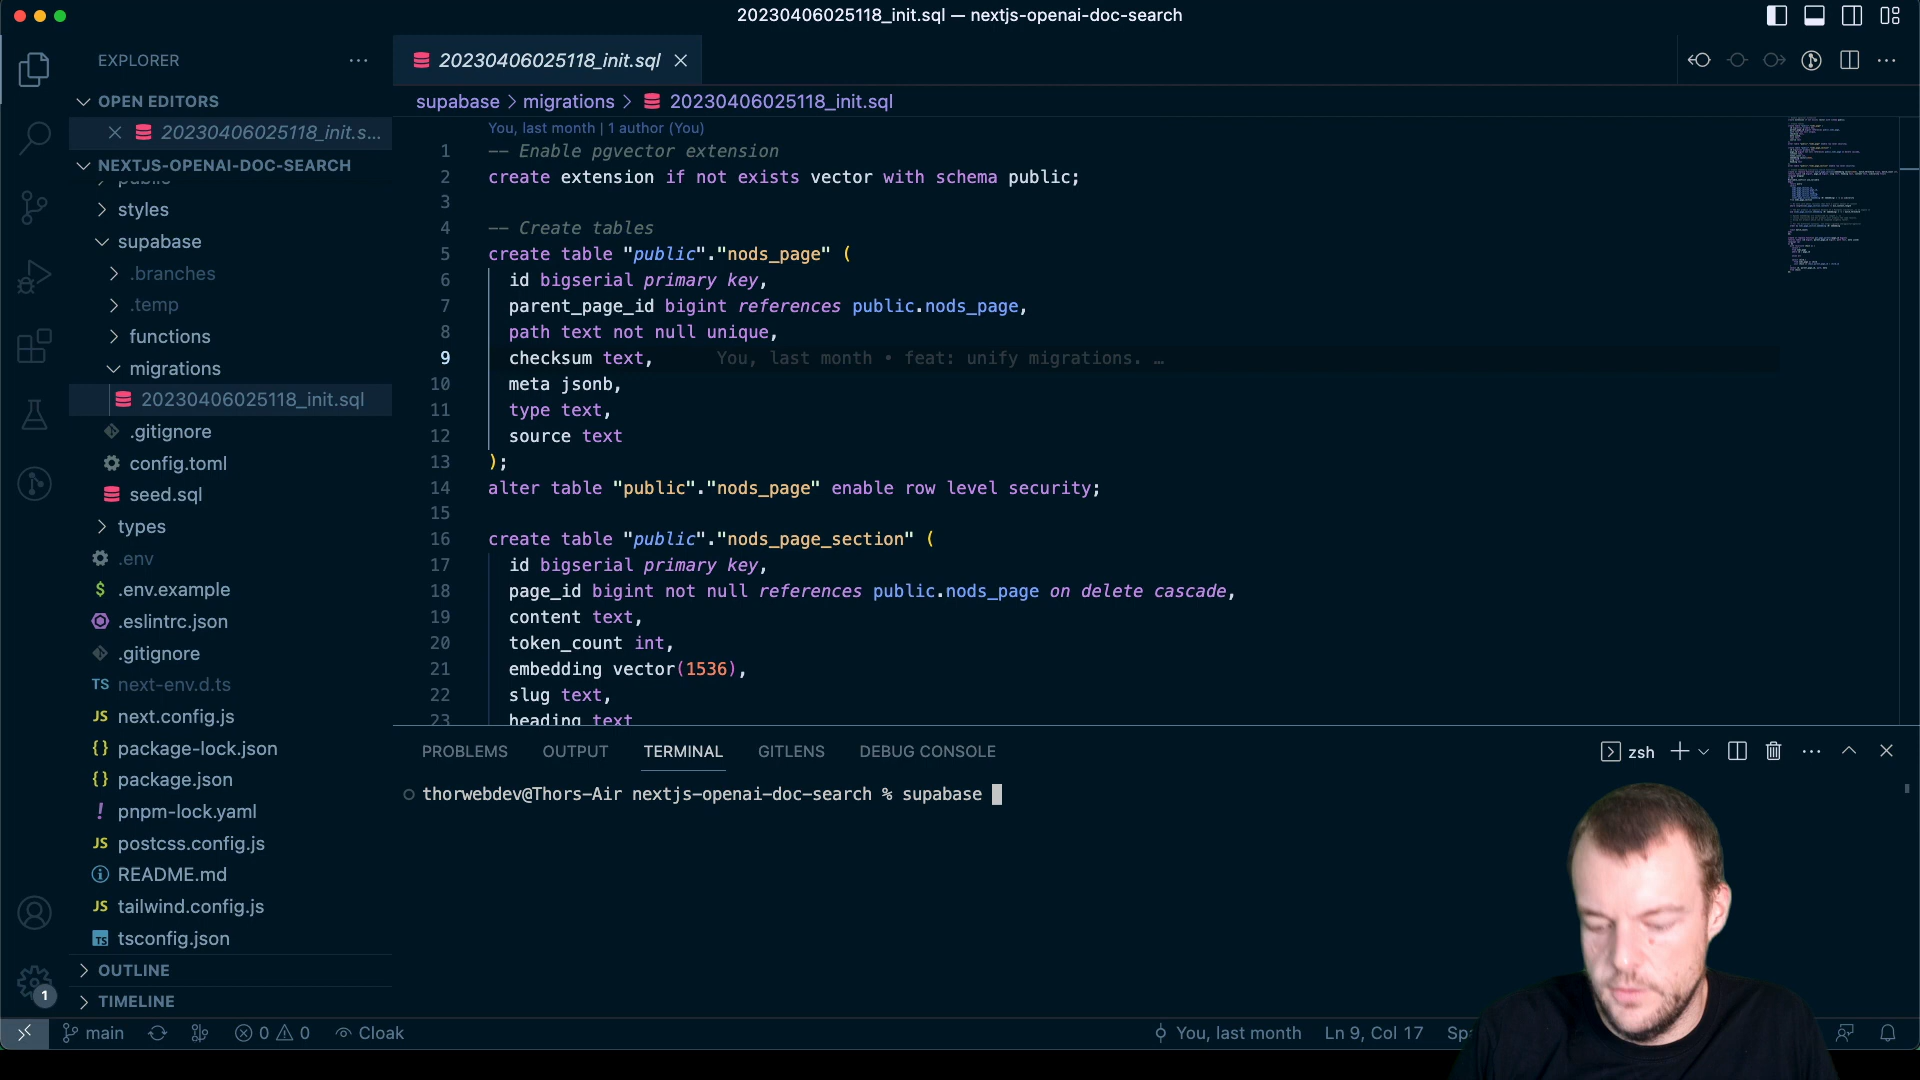 20230406025118_init.sql — nextjs-openai-doc-search
EXPLORER
OPEN EDITORS
20230406025118_init.s...
NEXTJS-OPENAI-DOC-SEARCH
public
styles
supabase
.branches
.temp
functions
migrations
20230406025118_init.sql
.gitignore
config.toml
seed.sql
types
.env
$ .env.example
.eslintrc.json
.gitignore
TS next-env.d.ts
JS next.config.js
{} package-lock.json
{} package.json
! pnpm-lock.yaml
JS postcss.config.js
README.md
JS tailwind.config.js
TS tsconfig.json
OUTLINE
TIMELINE
1
20230406025118_init.sql
supabase > migrations > 20230406025118_init.sql
You, last month | 1 author (You)
1 -- Enable pgvector extension
2 create extension if not exists vector with schema public;
3
4 -- Create tables
5 create table "public"."nods_page" (
6 id bigserial primary key,
7 parent_page_id bigint references public.nods_page,
8 path text not null unique,
9 checksum text, You, last month • feat: unify migrations. …
10 meta jsonb,
11 type text,
12 source text
13 );
14 alter table "public"."nods_page" enable row level security;
15
16 create table "public"."nods_page_section" (
17 id bigserial primary key,
18 page_id bigint not null references public.nods_page on delete cascade,
19 content text,
20 token_count int,
21 embedding vector(1536),
22 slug text,
23 heading text
PROBLEMS OUTPUT TERMINAL GITLENS DEBUG CONSOLE
zsh
thorwebdev@Thors-Air nextjs-openai-doc-search % supabase
main 0 0 Cloak You, last month Ln 9, Col 17